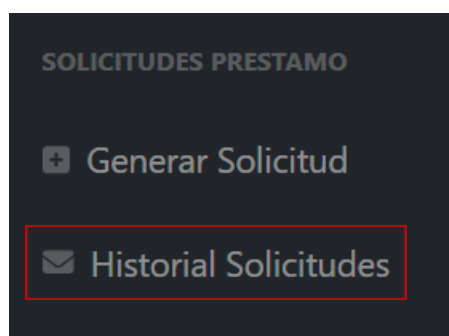 SOLICITUDES PRESTAMO
Generar Solicitud
Historial Solicitudes